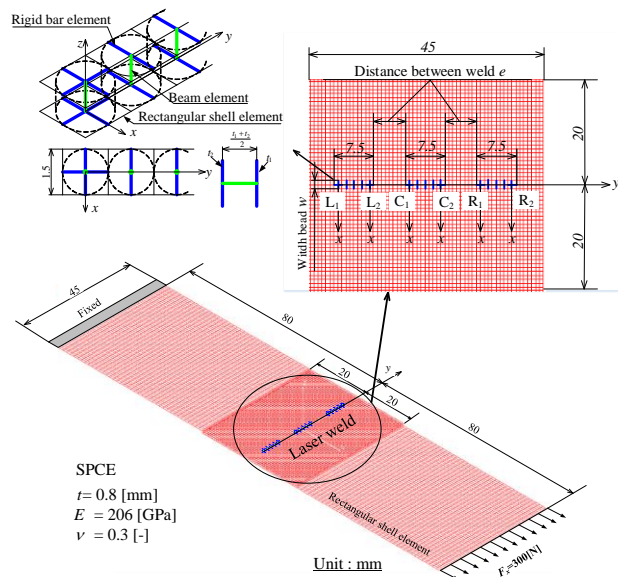 Rigid bar element
z
y
Beam element
Rectangular shell element
x
t₁+t₂
2
t₂
t₁
1.5
y
x
45
Distance between weld e
20
7.5
7.5
7.5
y
L₁
L₂
C₁
C₂
R₁
R₂
x
x
x
x
x
x
Witdh bead w
20
45
Fixed
80
y
20
20
80
Laser weld
SPCE
t= 0.8 [mm]
E = 206 [GPa]
ν = 0.3 [-]
Rectangular shell element
Fₓ=300[N]
Unit : mm